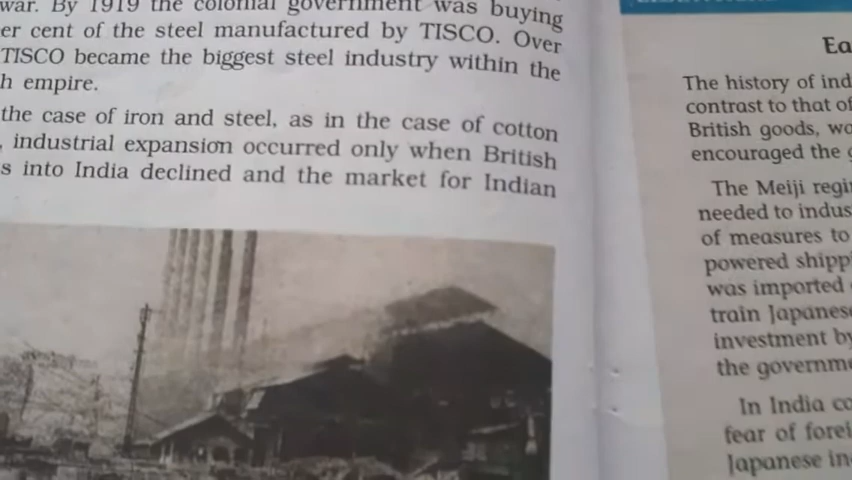 war. By 1919 the colonial government was buying
er cent of the steel manufactured by TISCO. Over
TISCO became the biggest steel industry within the
h empire.
the case of iron and steel, as in the case of cotton
, industrial expansion occurred only when British
s into India declined and the market for Indian
Ea
The history of ind
contrast to that of
British goods, wa
encouraged the g
The Meiji regi
needed to indus
of measures to
powered shipp
was imported
train Japanese
investment by
the governme
In India co
fear of forei
Japanese in